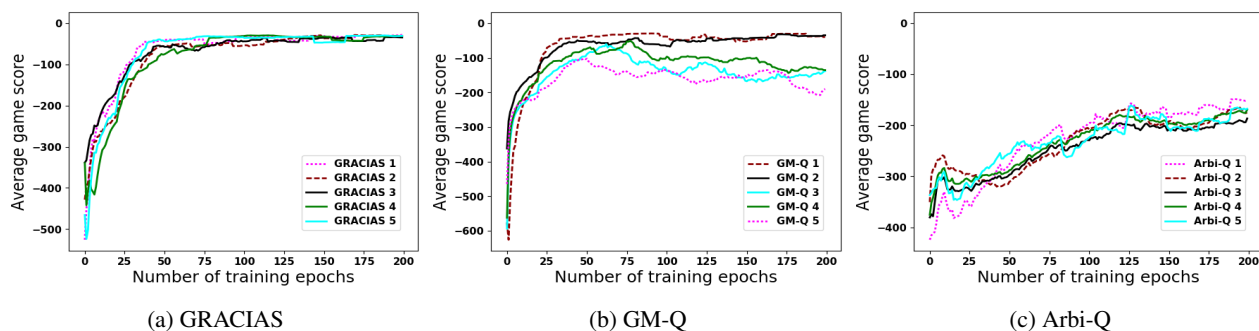 Average game score
0
−100
−200
−300
−400
−500
GRACIAS 1
GRACIAS 2
GRACIAS 3
GRACIAS 4
GRACIAS 5
0 25 50 75 100 125 150 175 200
Number of training epochs
(a) GRACIAS
Average game score
0
−100
−200
−300
−400
−500
−600
GM-Q 1
GM-Q 2
GM-Q 3
GM-Q 4
GM-Q 5
0 25 50 75 100 125 150 175 200
Number of training epochs
(b) GM-Q
Average game score
0
−100
−200
−300
−400
Arbi-Q 1
Arbi-Q 2
Arbi-Q 3
Arbi-Q 4
Arbi-Q 5
0 25 50 75 100 125 150 175 200
Number of training epochs
(c) Arbi-Q